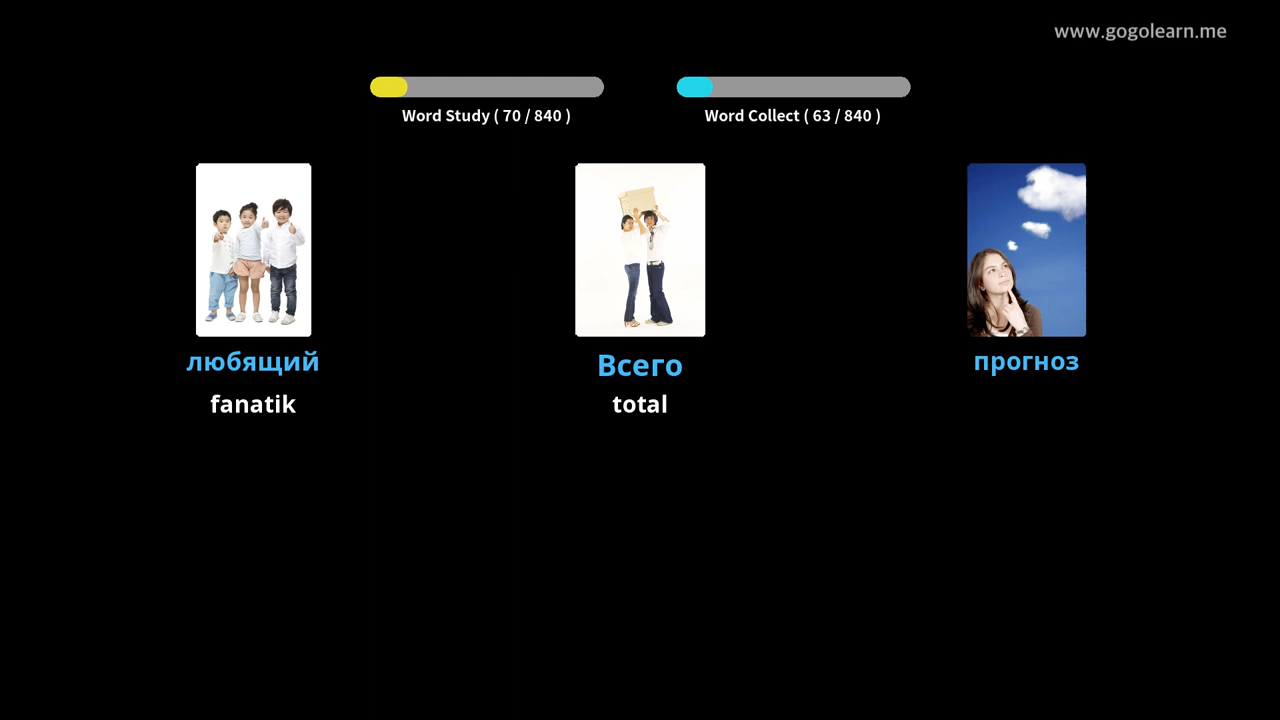 www.gogolearn.me
Word Study ( 70 / 840 )
Word Collect ( 63 / 840 )
любящий
fanatik
Всего
total
прогноз